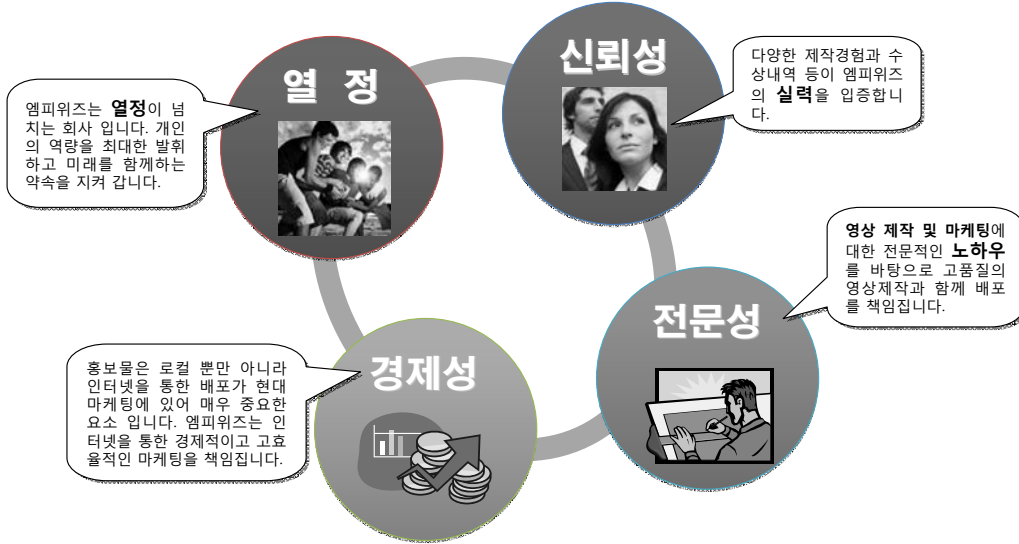 열 정
엠피위즈는 열정이 넘
치는 회사 입니다. 개인
의 역량을 최대한 발휘
하고 미래를 함께하는
약속을 지켜 갑니다.
신뢰성
다양한 제작경험과 수
상내역 등이 엠피위즈
의 실력을 입증합니
다.
전문성
영상 제작 및 마케팅에
대한 전문적인 노하우
를 바탕으로 고품질의
영상제작과 함께 배포
를 책임집니다.
경제성
홍보물은 로컬 뿐만 아니라
인터넷을 통한 배포가 현대
마케팅에 있어 매우 중요한
요소 입니다. 엠피위즈는 인
터넷을 통한 경제적이고 고효
율적인 마케팅을 책임집니다.